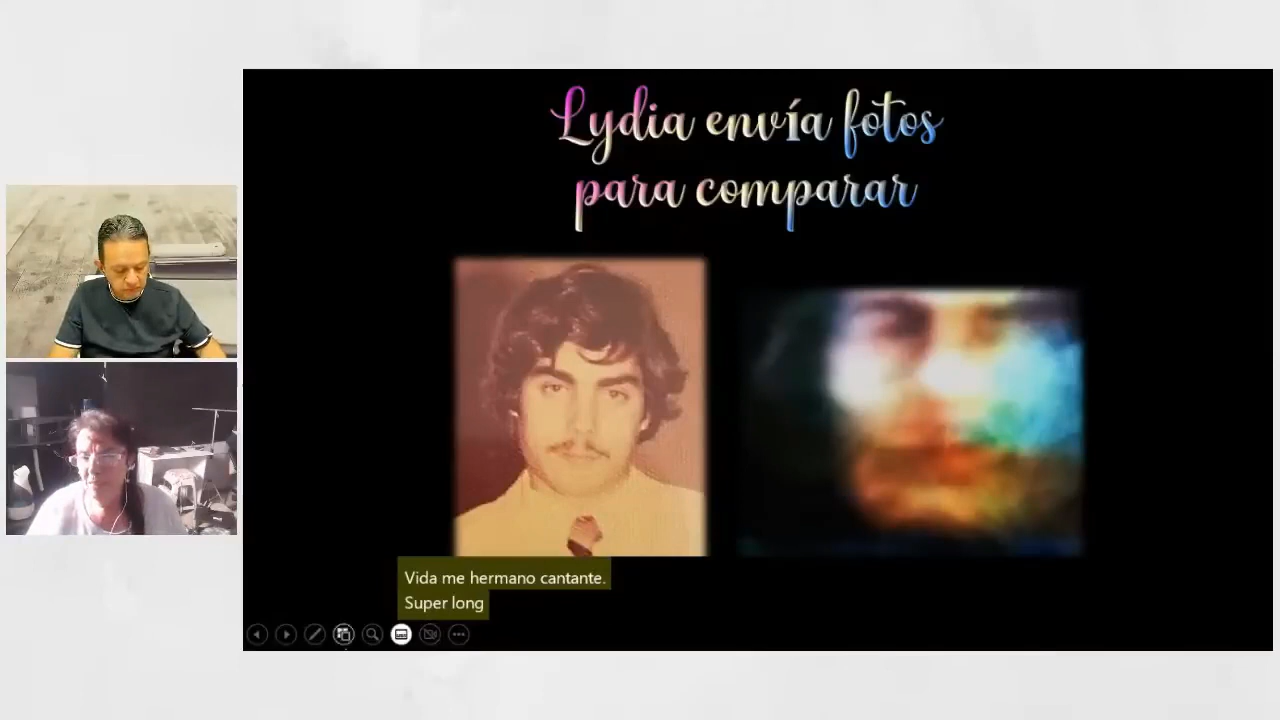 Lydia envía fotos
para comparar
Vida me hermano cantante.
Super long